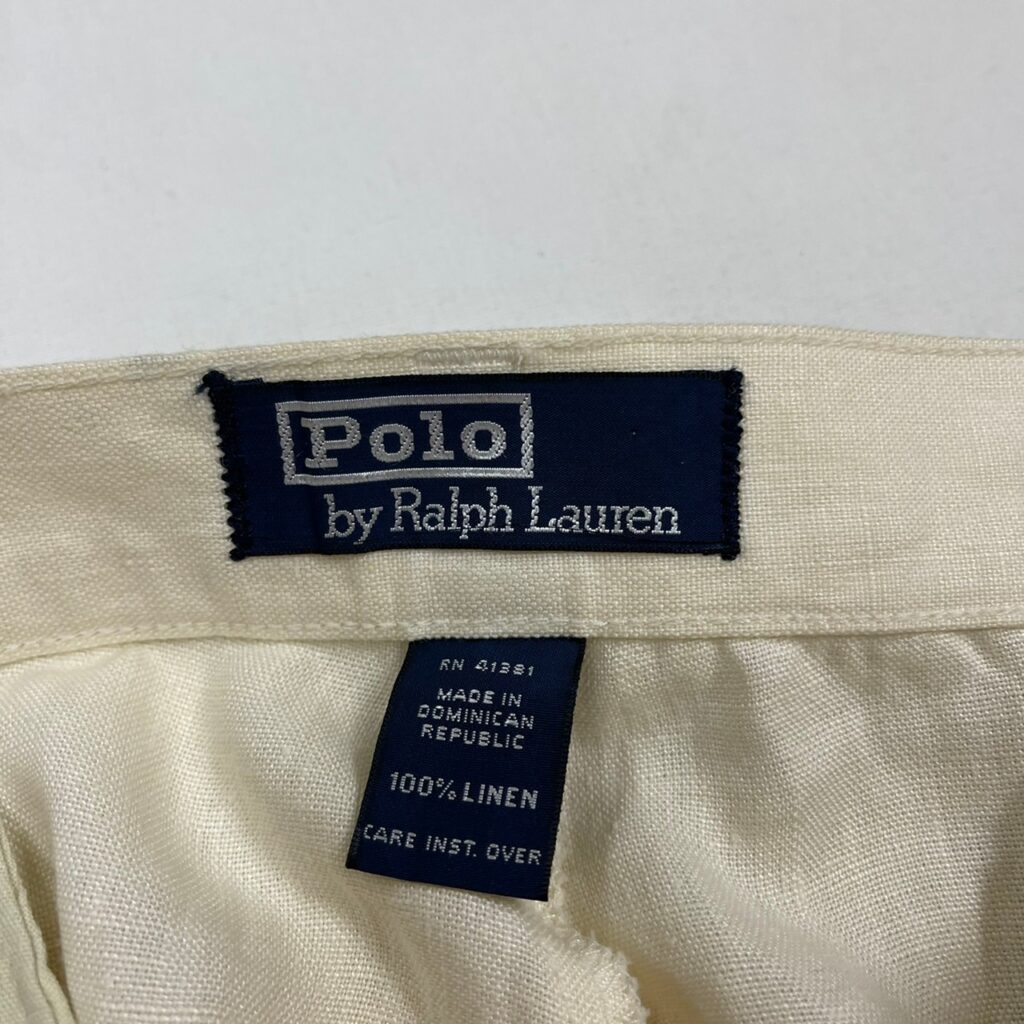 Polo
by Ralph Lauren
RN 41381
MADE IN
DOMINICAN
REPUBLIC
100% LINEN
CARE INST. OVER